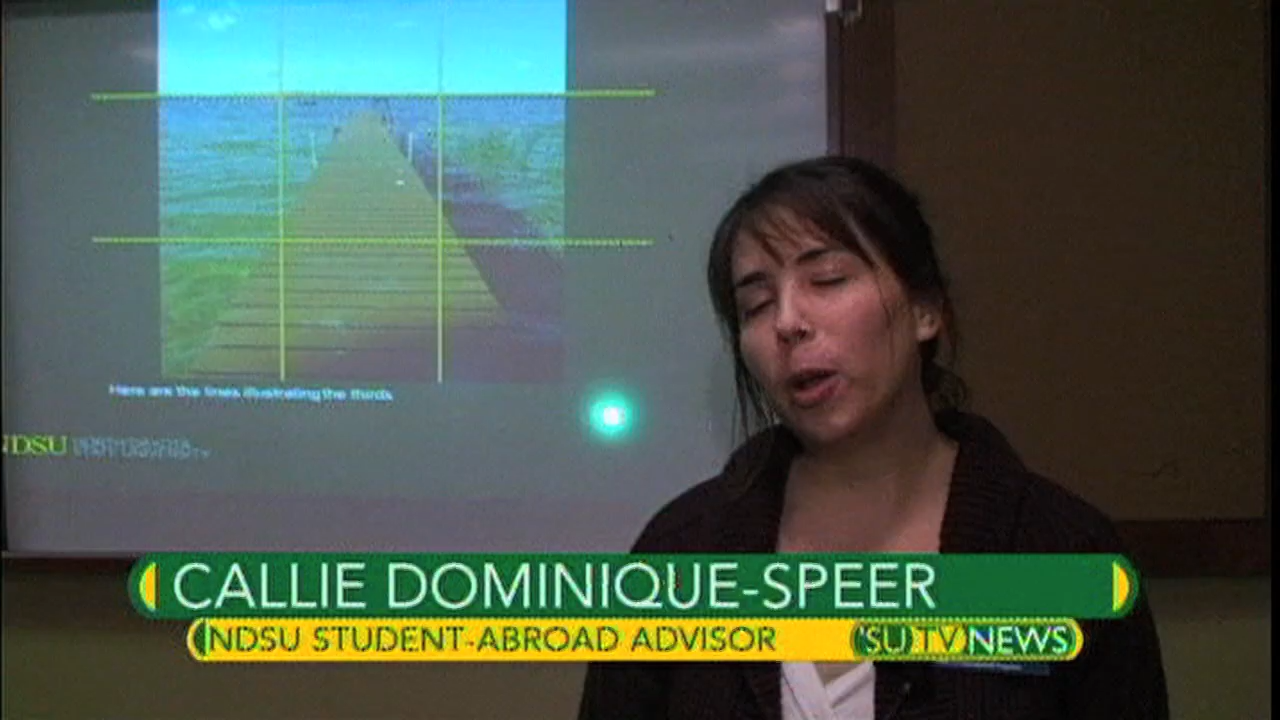 Here are the lines illustrating the thirds
NDSU
CALLIE DOMINIQUE-SPEER
NDSU STUDENT-ABROAD ADVISOR
'SU TV NEWS